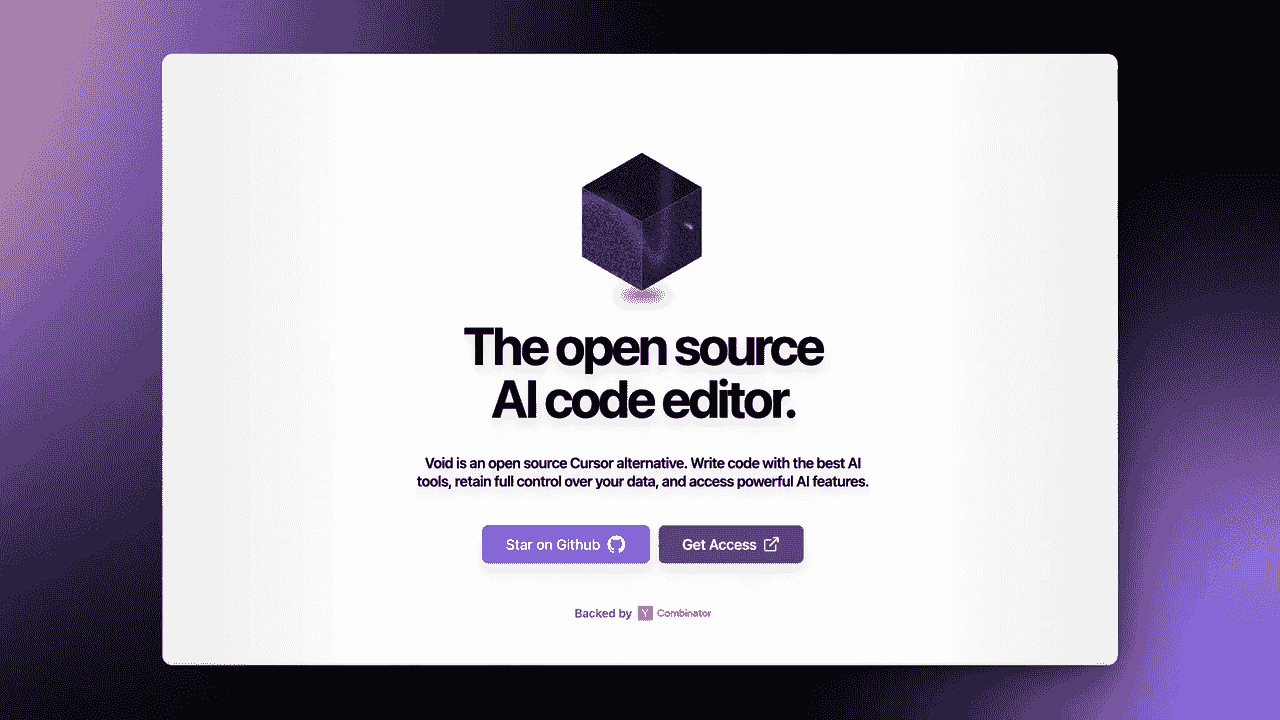 The open source
AI code editor.
Void is an open source Cursor alternative. Write code with the best AI
tools, retain full control over your data, and access powerful AI features.
Star on Github
Get Access
Backed by Y Combinator